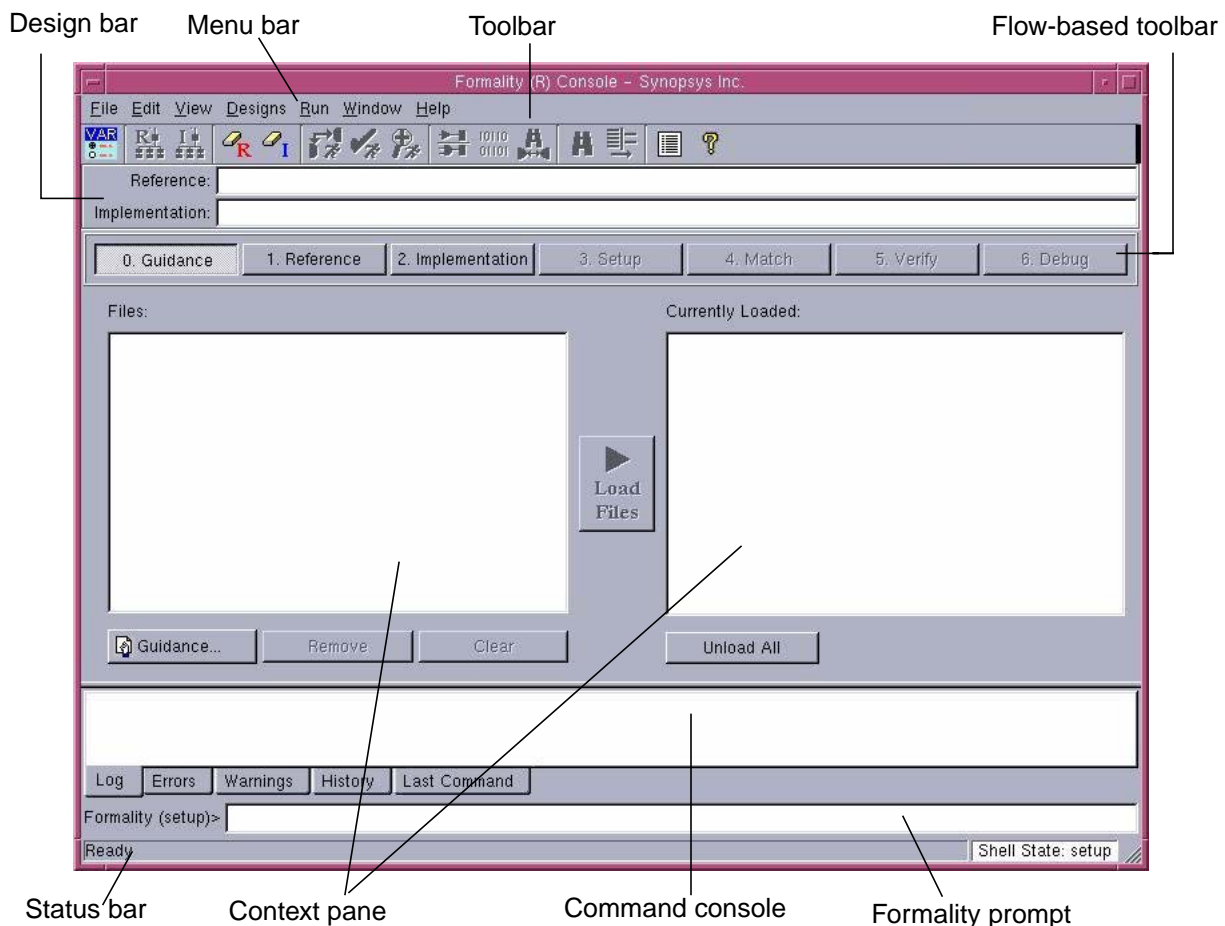 Design bar
Menu bar
Toolbar
Flow-based toolbar
Formality (R) Console – Synopsys Inc.
File Edit View Designs Run Window Help
VAR R I R I 10110
01101
Reference:
Implementation:
0. Guidance 1. Reference 2. Implementation 3. Setup 4. Match 5. Verify 6. Debug
Files:
Currently Loaded:
Load
Files
Guidance... Remove Clear
Unload All
Log Errors Warnings History Last Command
Formality (setup)>
Ready
Shell State: setup
Status bar
Context pane
Command console
Formality prompt